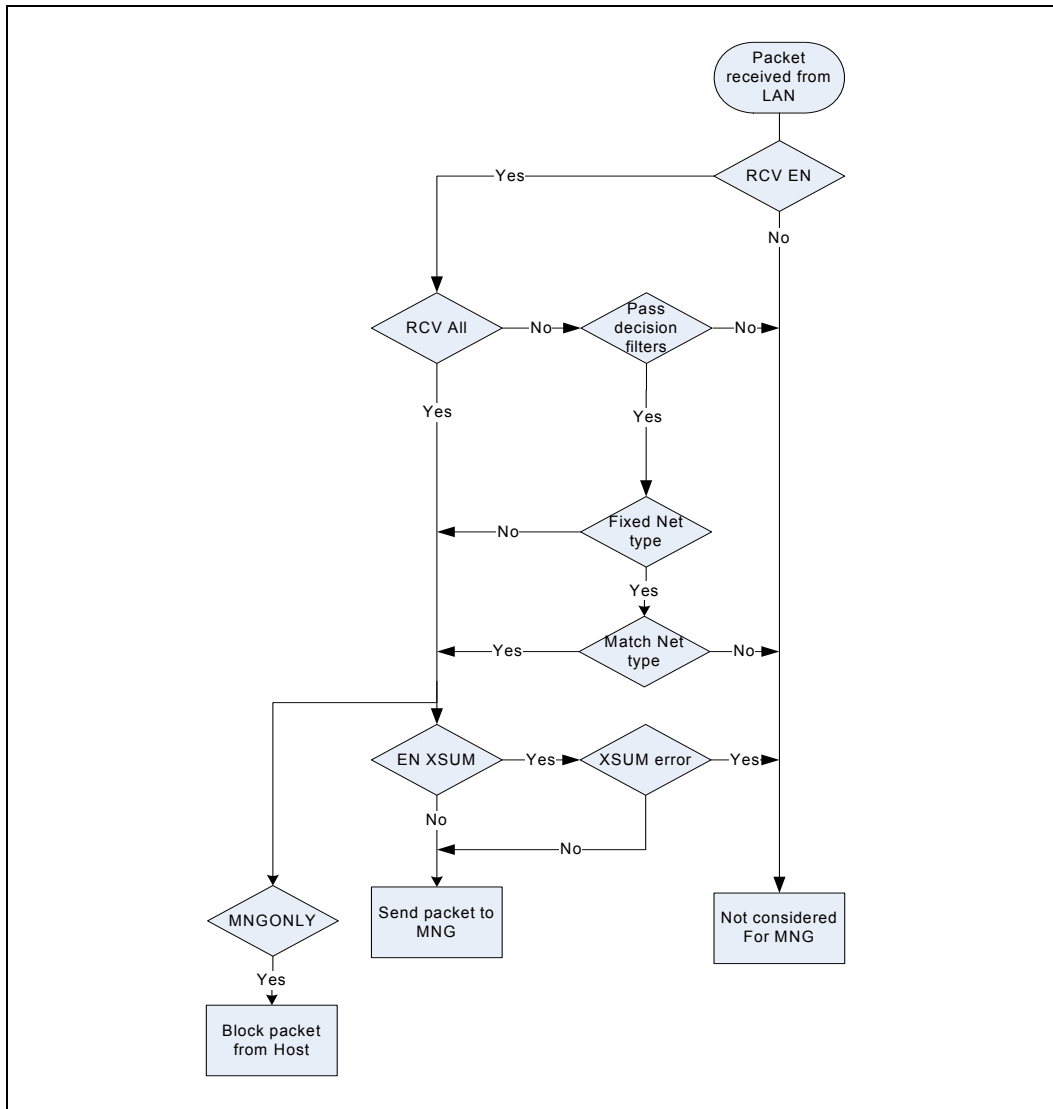 Packet
received from
LAN
RCV EN
Yes
No
RCV All
No
Pass
decision
filters
No
Yes
Yes
Fixed Net
type
No
Yes
Match Net
type
Yes
No
EN XSUM
Yes
XSUM error
Yes
No
No
MNGONLY
Send packet to
MNG
Not considered
For MNG
Yes
Block packet
from Host